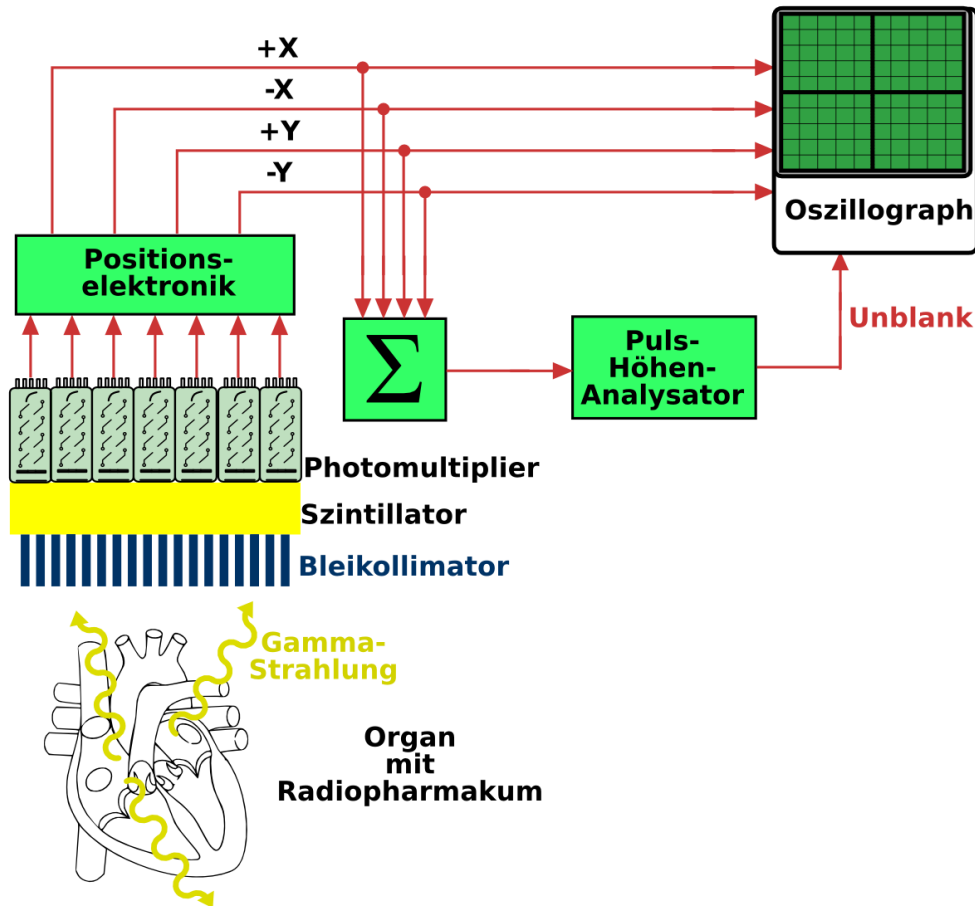 +X
-X
+Y
-Y
Oszillograph
Positions-
elektronik
Unblank
Σ
Puls-
Höhen-
Analysator
Photomultiplier
Szintillator
Bleikollimator
Gamma-
Strahlung
Organ
mit
Radiopharmakum